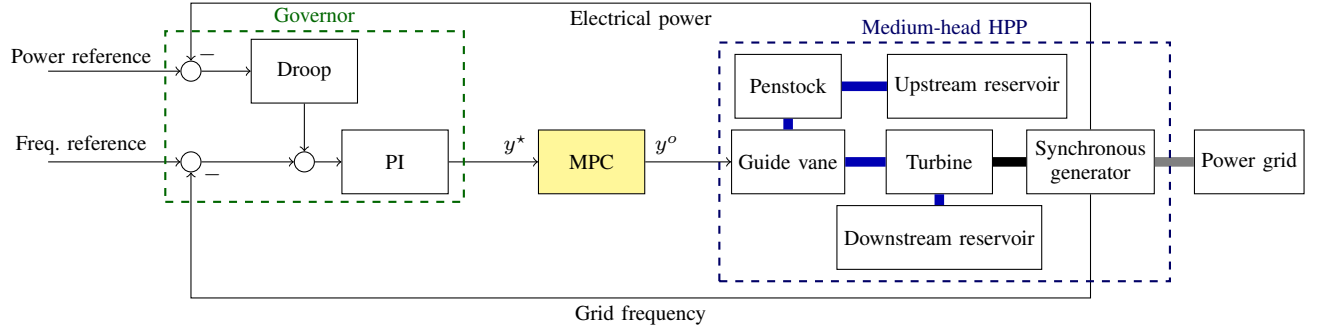 Governor
Electrical power
Medium-head HPP
Power reference
−
Droop
Penstock
Upstream reservoir
Freq. reference
−
PI
y⋆
MPC
yᵒ
Guide vane
Turbine
Synchronous
generator
Power grid
Downstream reservoir
Grid frequency